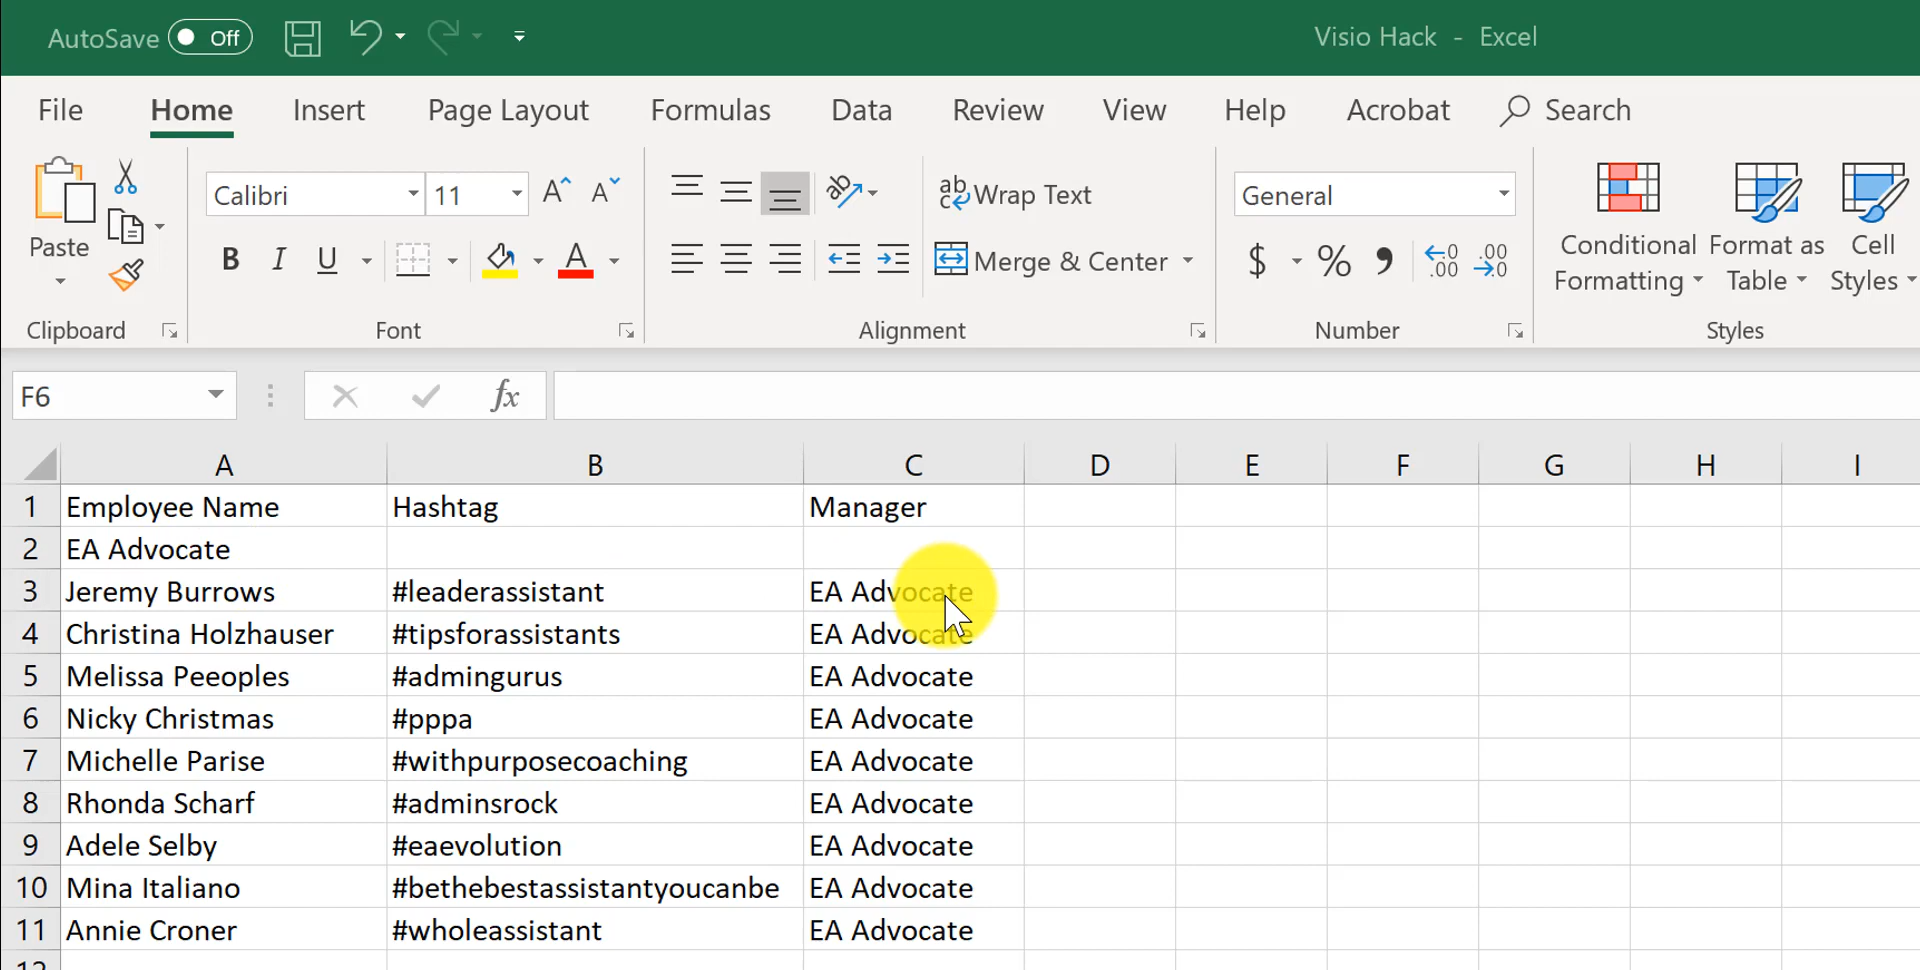 AutoSave Off Visio Hack - Excel
File Home Insert Page Layout Formulas Data Review View Help Acrobat Search
Calibri 11 ab c Wrap Text General
Paste B I U A Merge & Center $ % , .00 .0 Conditional Formatting Format as Table Cell Styles
Clipboard Font Alignment Number Styles
F6 fx
A B C D E F G H I
1 Employee Name Hashtag Manager
2 EA Advocate
3 Jeremy Burrows #leaderassistant EA Advocate
4 Christina Holzhauser #tipsforassistants EA Advocate
5 Melissa Peeoples #admingurus EA Advocate
6 Nicky Christmas #pppa EA Advocate
7 Michelle Parise #withpurposecoaching EA Advocate
8 Rhonda Scharf #adminsrock EA Advocate
9 Adele Selby #eaevolution EA Advocate
10 Mina Italiano #bethebestassistantyoucanbe EA Advocate
11 Annie Croner #wholeassistant EA Advocate